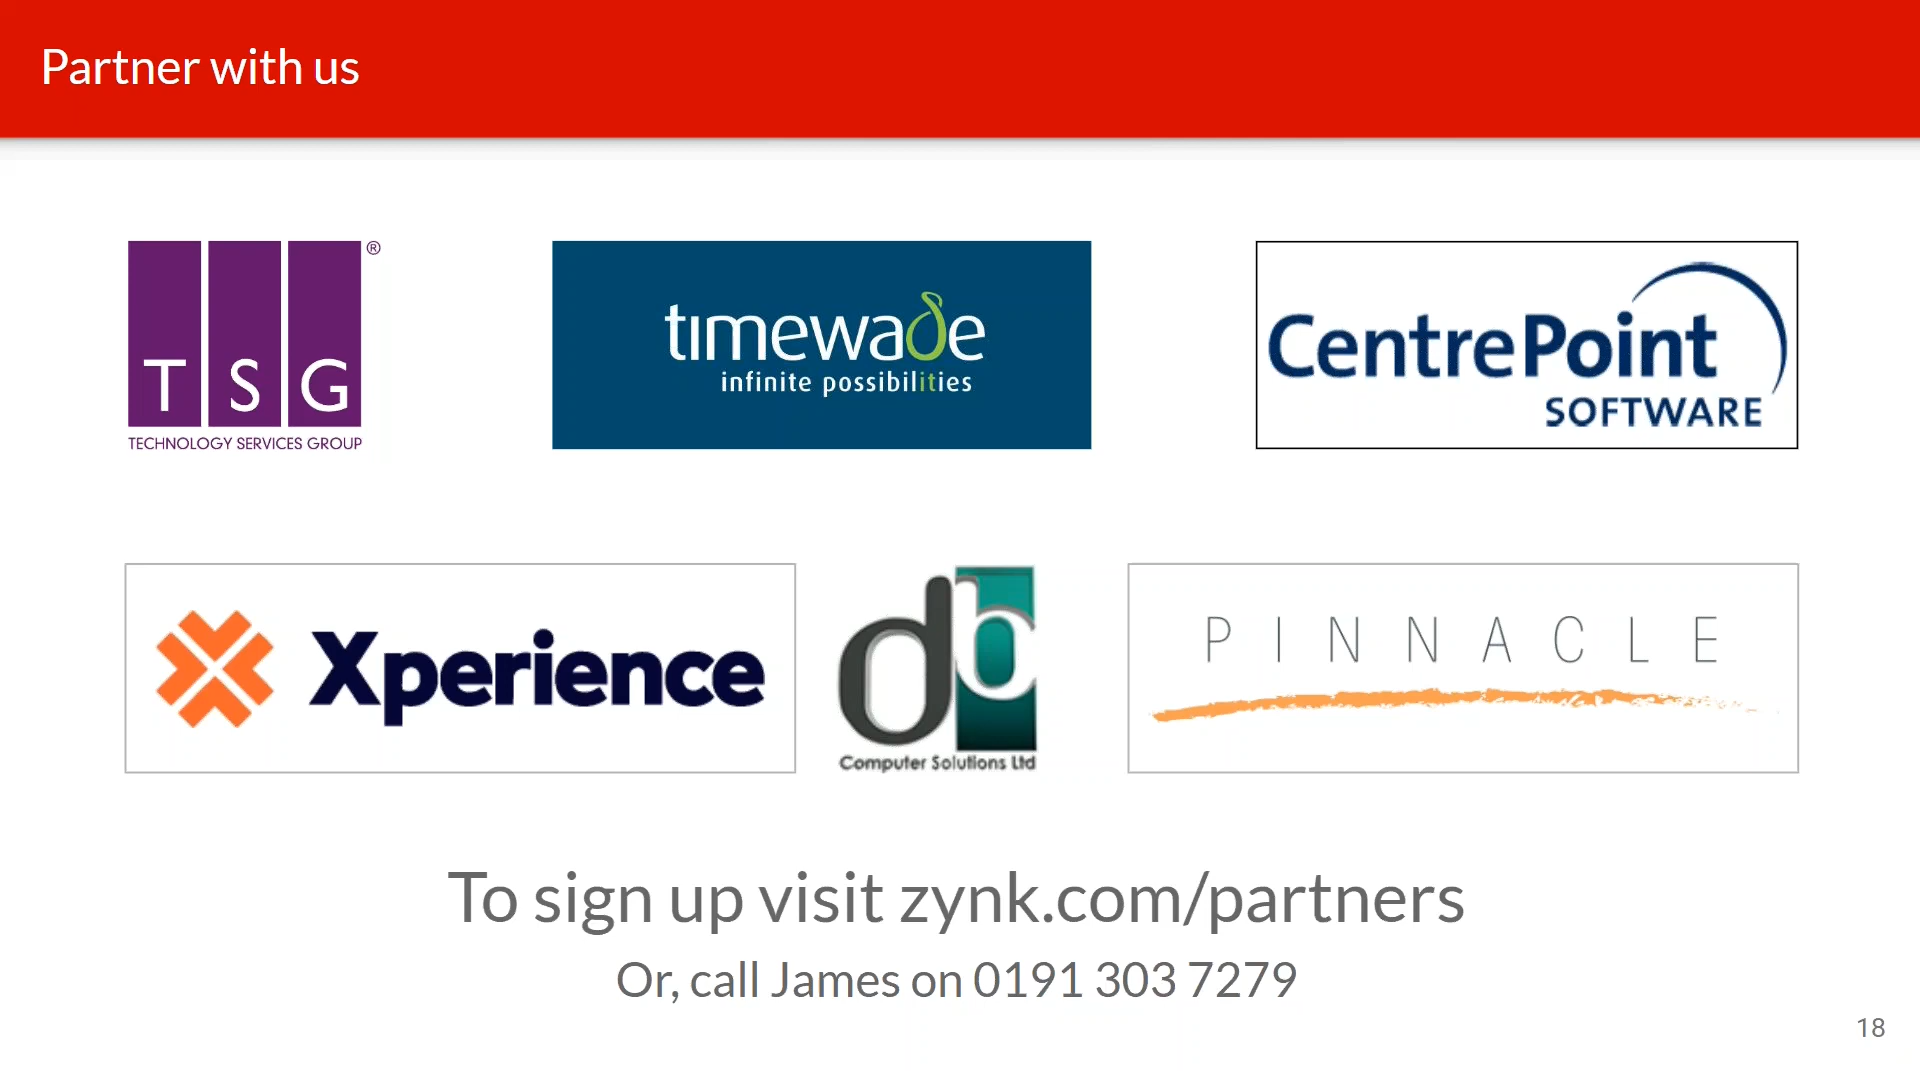 Partner with us
®
T S G
TECHNOLOGY SERVICES GROUP
timewade
infinite possibilities
CentrePoint
SOFTWARE
Xperience
db
Computer Solutions Ltd
PINNACLE
To sign up visit zynk.com/partners
Or, call James on 0191 303 7279
18